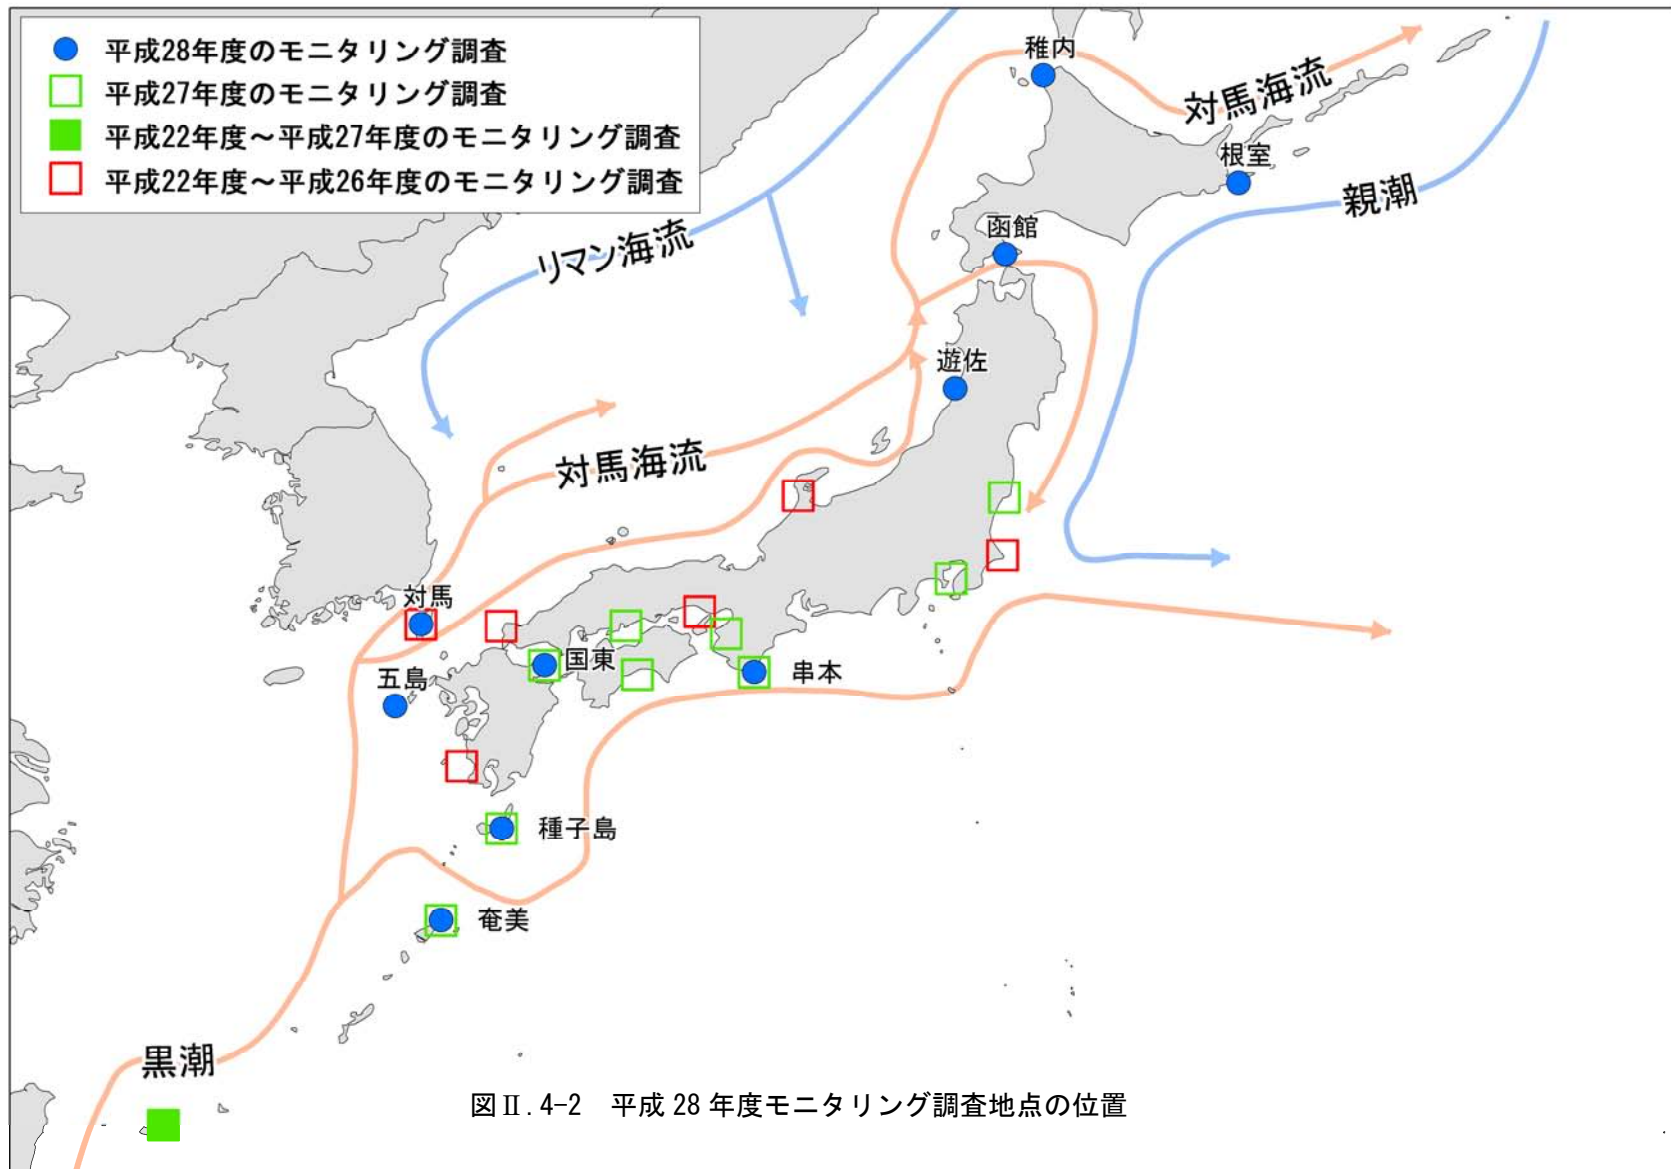 平成28年度のモニタリング調査
平成27年度のモニタリング調査
平成22年度～平成27年度のモニタリング調査
平成22年度～平成26年度のモニタリング調査
稚内
対馬海流
根室
親潮
函館
リマン海流
遊佐
対馬海流
対馬
国東
五島
串本
種子島
奄美
黒潮
図Ⅱ.4-2 平成 28 年度モニタリング調査地点の位置